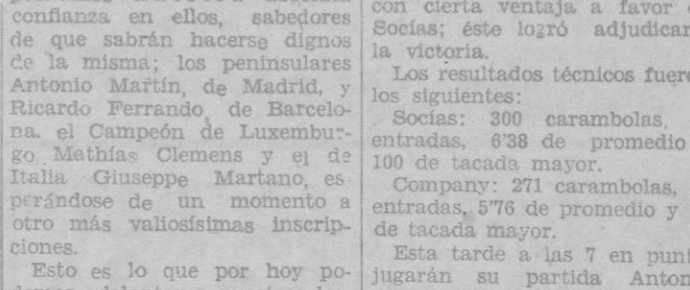 confianza en ellos, sabedores
de que sabrán hacerse dignos
de la misma; los peninsulares
Antonio Martín, de Madrid, y
Ricardo Ferrando, de Barcelo-
na, el Campeón de Luxembur-
go Mathías Clemens y el de
Italia Giuseppe Martano, es-
perándose de un momento a
otro más valiosísimas inscrip-
ciones.
Esto es lo que por hoy po-
con cierta ventaja a favor
Socías; éste logró adjudicar
la victoria.
Los resultados técnicos fuer
los siguientes:
Socías: 300 carambolas,
entradas, 6'38 de promedio
100 de tacada mayor.
Company: 271 carambolas,
entradas, 5'76 de promedio y
de tacada mayor.
Esta tarde a las 7 en punt
jugarán su partida Anton